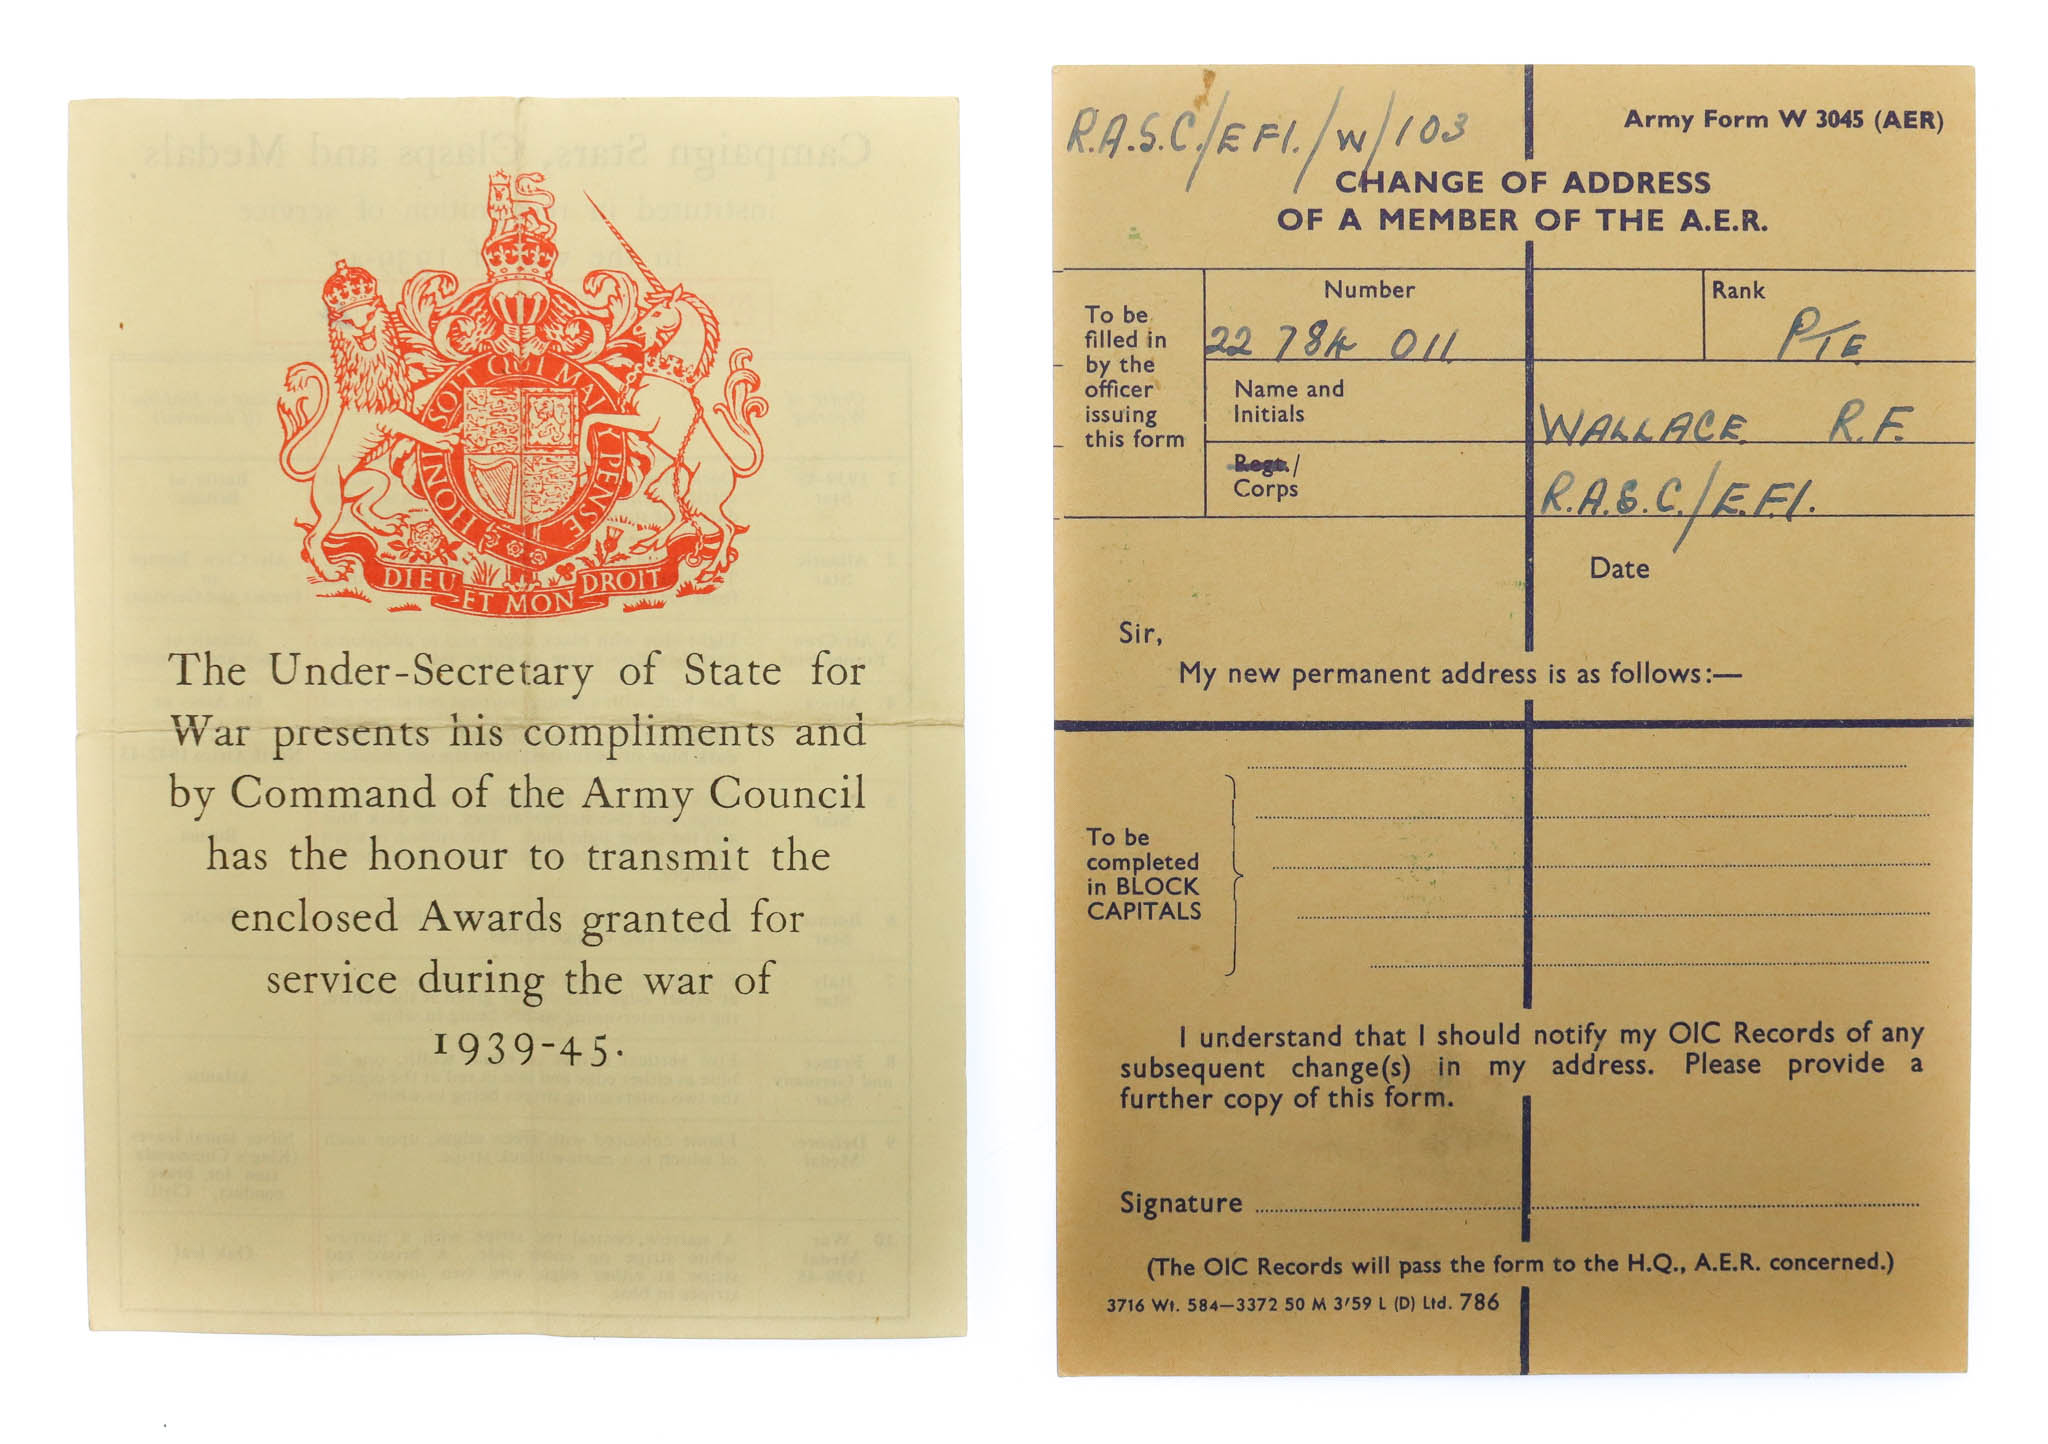 HONI SOIT QUI MAL Y PENSE
DIEU ET MON DROIT
The Under-Secretary of State for
War presents his compliments and
by Command of the Army Council
has the honour to transmit the
enclosed Awards granted for
service during the war of
1939-45.
R.A.S.C./E.F.I./W/103
Army Form W 3045 (AER)
CHANGE OF ADDRESS
OF A MEMBER OF THE A.E.R.
To be
filled in
by the
officer
issuing
this form
Number
22 784 011
Rank
PTE
Name and
Initials
WALLACE R.F.
Regt./
Corps
R.A.S.C./E.F.I.
Date
Sir,
My new permanent address is as follows:—
To be
completed
in BLOCK
CAPITALS
I understand that I should notify my OIC Records of any
subsequent change(s) in my address. Please provide a
further copy of this form.
Signature
(The OIC Records will pass the form to the H.Q., A.E.R. concerned.)
3716 Wt. 584—3372 50 M 3/59 L (D) Ltd. 786